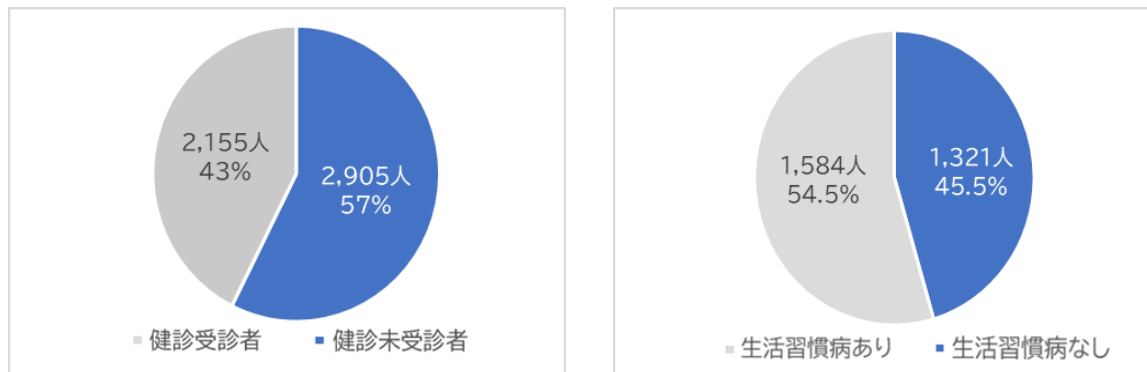 2,155人
43%
2,905人
57%
■ 健診受診者 ■ 健診未受診者
1,584人
54.5%
1,321人
45.5%
■ 生活習慣病あり ■ 生活習慣病なし